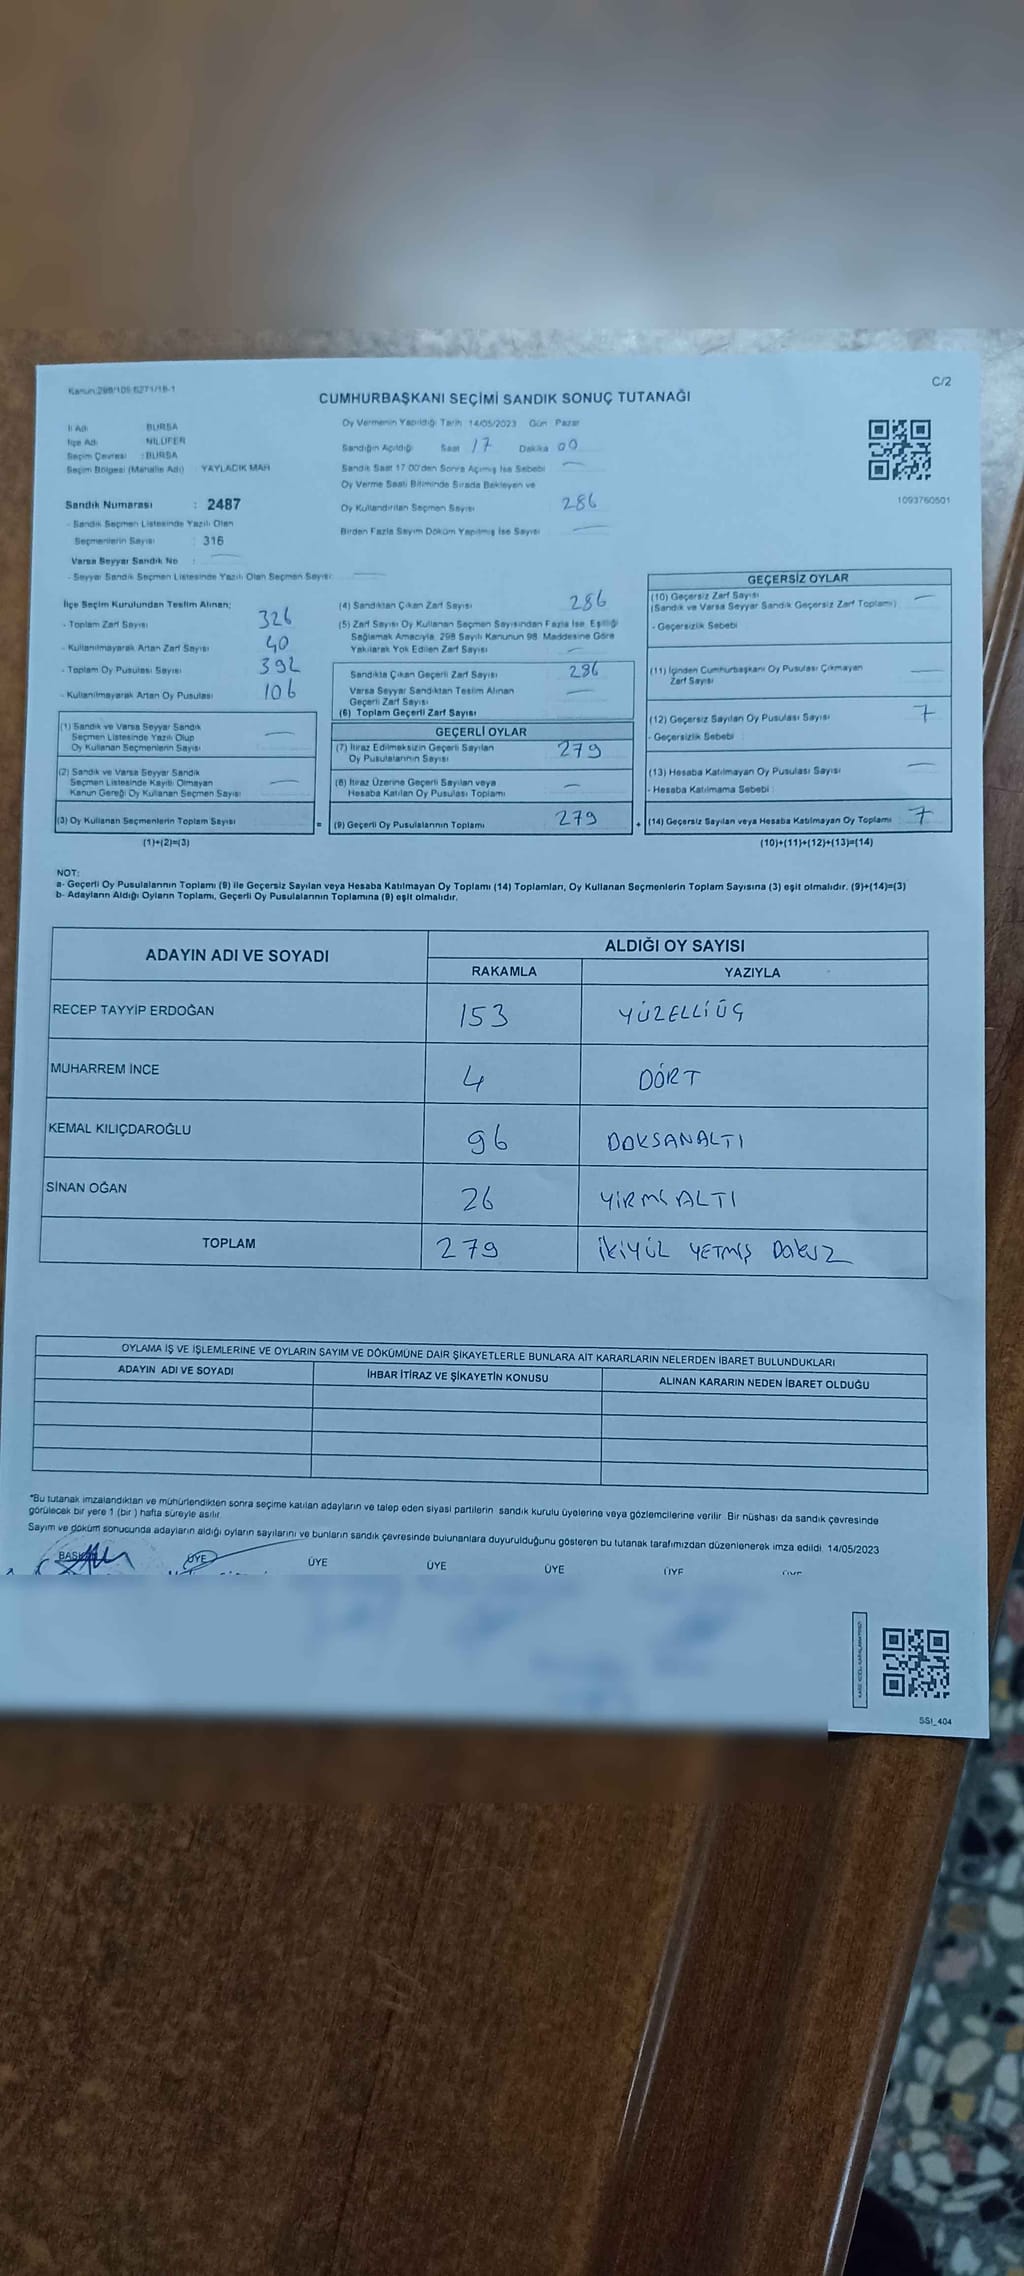 Kanun:298/105 6271/18-1
C/2
CUMHURBAŞKANI SEÇİMİ SANDIK SONUÇ TUTANAĞI
İl Adı : BURSA
İlçe Adı : NİLÜFER
Seçim Çevresi : BURSA
Seçim Bölgesi (Mahalle Adı) YAYLACIK MAH
Sandık Numarası : 2487
- Sandık Seçmen Listesinde Yazılı Olan
Seçmenlerin Sayısı : 316
Varsa Seyyar Sandık No : —
- Seyyar Sandık Seçmen Listesinde Yazılı Olan Seçmen Sayısı: —
Oy Vermenin Yapıldığı Tarih 14/05/2023 Gün Pazar
Sandığın Açıldığı Saat 17 Dakika 00
Sandık Saat 17.00'den Sonra Açımış İse Sebebi —
Oy Verme Saati Bitiminde Sırada Bekleyen ve
Oy Kullandırılan Seçmen Sayısı 286
Birden Fazla Sayım Döküm Yapılmış İse Sayısı —
1093760501
İlçe Seçim Kurulundan Teslim Alınan;
- Toplam Zarf Sayısı 326
- Kullanılmayarak Artan Zarf Sayısı 40
- Toplam Oy Pusulası Sayısı 392
- Kullanılmayarak Artan Oy Pusulası 106
(1) Sandık ve Varsa Seyyar Sandık
Seçmen Listesinde Yazılı Olup
Oy Kullanan Seçmenlerin Sayısı —
(2) Sandık ve Varsa Seyyar Sandık
Seçmen Listesinde Kayıtlı Olmayan
Kanun Gereği Oy Kullanan Seçmen Sayısı —
(3) Oy Kullanan Seçmenlerin Toplam Sayısı
(1)+(2)=(3)
=
(4) Sandıktan Çıkan Zarf Sayısı 286
(5) Zarf Sayısı Oy Kullanan Seçmen Sayısından Fazla İse, Eşitliği
Sağlamak Amacıyla, 298 Sayılı Kanunun 98. Maddesine Göre
Yakılarak Yok Edilen Zarf Sayısı —
Sandıkta Çıkan Geçerli Zarf Sayısı 286
Varsa Seyyar Sandıktan Teslim Alınan
Geçerli Zarf Sayısı —
(6) Toplam Geçerli Zarf Sayısı
GEÇERLİ OYLAR
(7) İtiraz Edilmeksizin Geçerli Sayılan
Oy Pusulalarının Sayısı 279
(8) İtiraz Üzerine Geçerli Sayılan veya
Hesaba Katılan Oy Pusulası Toplamı —
(9) Geçerli Oy Pusulalarının Toplamı 279
+
GEÇERSİZ OYLAR
(10) Geçersiz Zarf Sayısı —
(Sandık ve Varsa Seyyar Sandık Geçersiz Zarf Toplamı)
- Geçersizlik Sebebi
(11) İçinden Cumhurbaşkanı Oy Pusulası Çıkmayan
Zarf Sayısı —
(12) Geçersiz Sayılan Oy Pusulası Sayısı 7
- Geçersizlik Sebebi :
(13) Hesaba Katılmayan Oy Pusulası Sayısı —
- Hesaba Katılmama Sebebi :
(14) Geçersiz Sayılan veya Hesaba Katılmayan Oy Toplamı 7
(10)+(11)+(12)+(13)=(14)
NOT:
a- Geçerli Oy Pusulalarının Toplamı (9) ile Geçersiz Sayılan veya Hesaba Katılmayan Oy Toplamı (14) Toplamları, Oy Kullanan Seçmenlerin Toplam Sayısına (3) eşit olmalıdır. (9)+(14)=(3)
b- Adayların Aldığı Oyların Toplamı, Geçerli Oy Pusulalarının Toplamına (9) eşit olmalıdır.
ADAYIN ADI VE SOYADI
ALDIĞI OY SAYISI
RAKAMLA YAZIYLA
RECEP TAYYİP ERDOĞAN 153 YÜZELLİÜÇ
MUHARREM İNCE 4 DÖRT
KEMAL KILIÇDAROĞLU 96 DOKSANALTI
SİNAN OĞAN 26 YİRMİ ALTI
TOPLAM 279 İKİYÜZ YETMİŞ DOKUZ
OYLAMA İŞ VE İŞLEMLERİNE VE OYLARIN SAYIM VE DÖKÜMÜNE DAİR ŞİKAYETLERLE BUNLARA AİT KARARLARIN NELERDEN İBARET BULUNDUKLARI
ADAYIN ADI VE SOYADI İHBAR İTİRAZ VE ŞİKAYETİN KONUSU ALINAN KARARIN NEDEN İBARET OLDUĞU
*Bu tutanak imzalandıktan ve mühürlendikten sonra seçime katılan adayların ve talep eden siyasi partilerin sandık kurulu üyelerine veya gözlemcilerine verilir. Bir nüshası da sandık çevresinde
görülecek bir yere 1 (bir ) hafta süreyle asılır.
Sayım ve döküm sonucunda adayların aldığı oyların sayılarını ve bunların sandık çevresinde bulunanlara duyurulduğunu gösteren bu tutanak tarafımızdan düzenlenerek imza edildi. 14/05/2023
BAŞKAN ÜYE ÜYE ÜYE ÜYE ÜYE
SSI_404